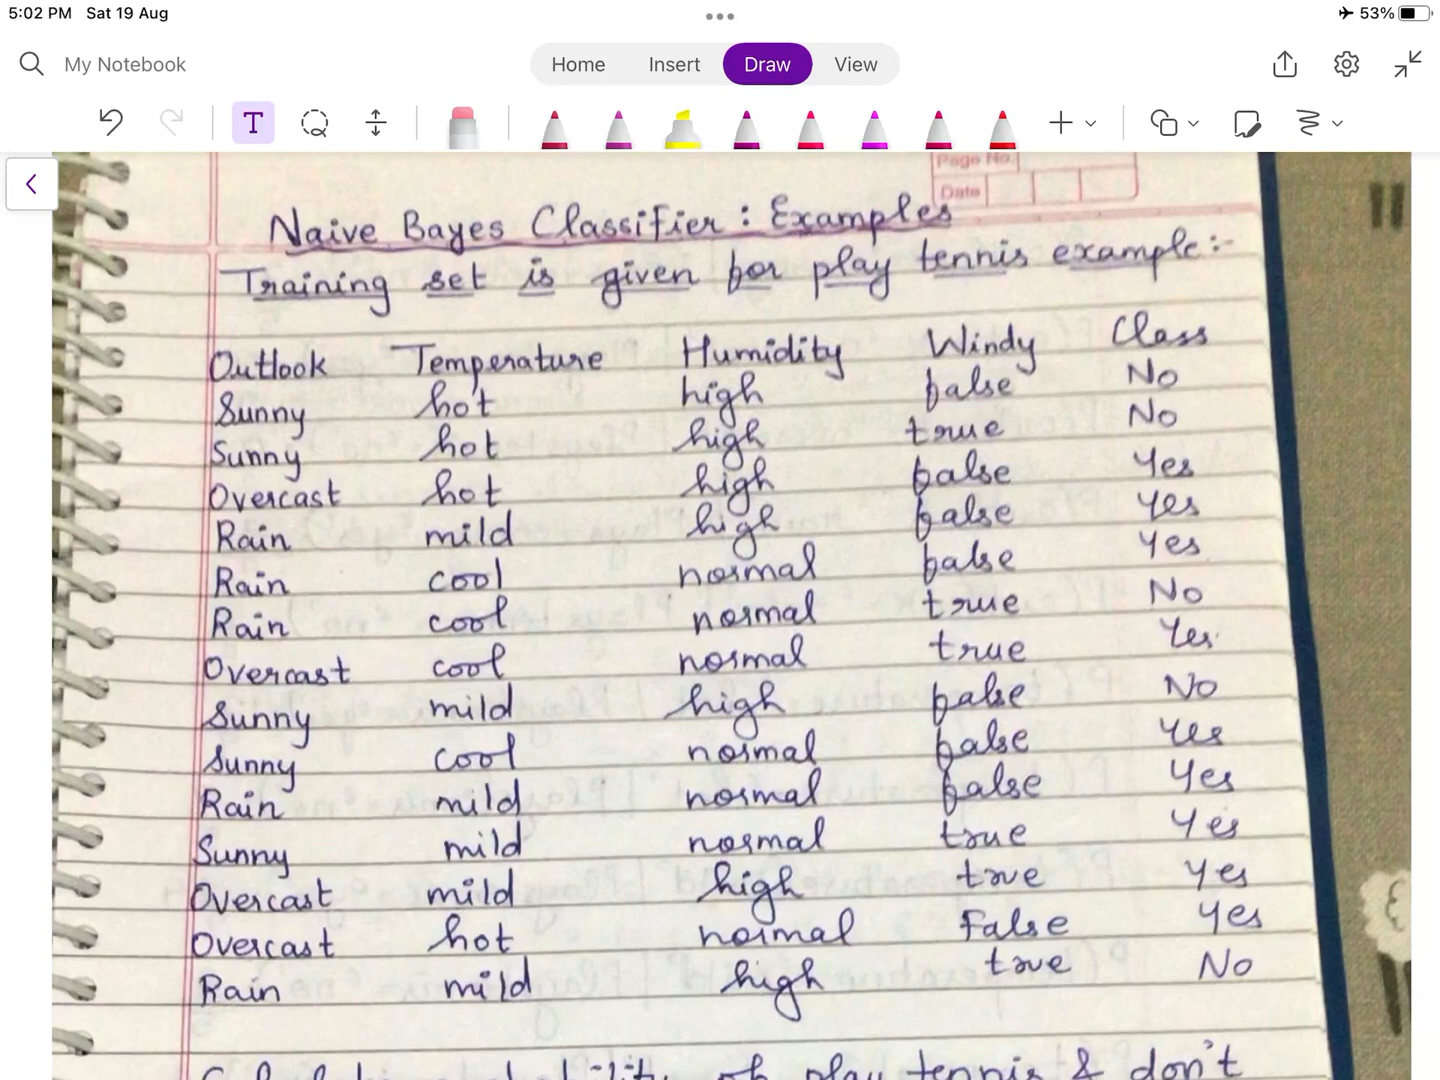 5:02 PM Sat 19 Aug 53%
My Notebook Home Insert Draw View
T
Page No.
Date
Naive Bayes Classifier : Examples
Training set is given for play tennis example:-
Outlook Temperature Humidity Windy Class
Sunny hot high false No
Sunny hot high true No
Overcast hot high false Yes
Rain mild high false Yes
Rain cool normal false Yes
Rain cool normal true No
Overcast cool normal true Yes
Sunny mild high false No
Sunny cool normal false Yes
Rain mild normal false Yes
Sunny mild normal true Yes
Overcast mild high true Yes
Overcast hot normal False Yes
Rain mild high true No
of play tennis & don't